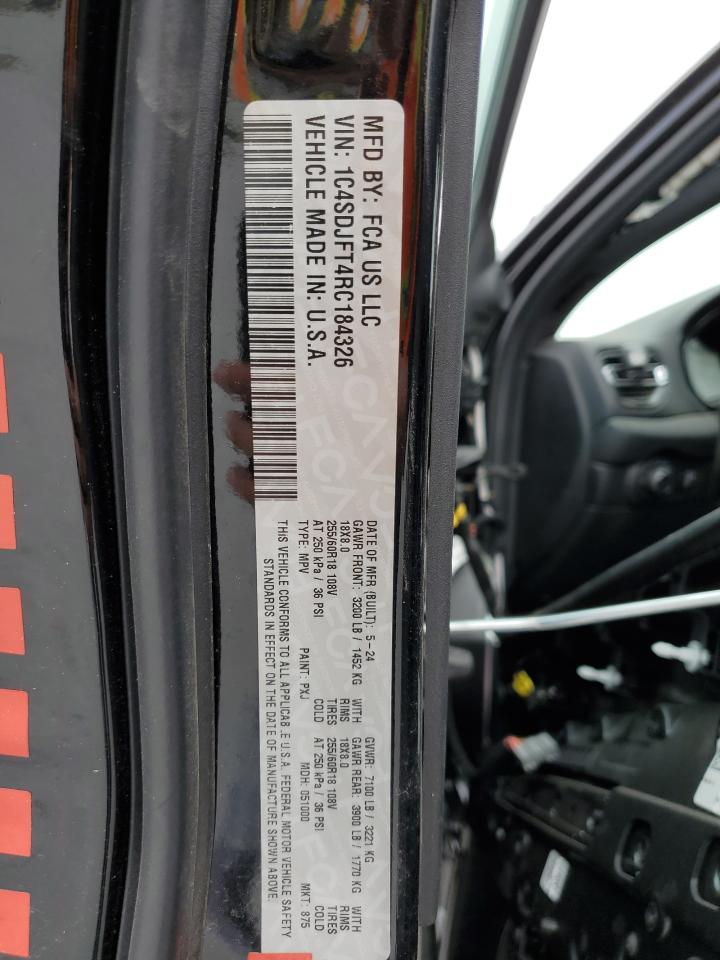 MFD BY: FCA US LLC
VIN: 1C4SDJFT4RC184326
VEHICLE MADE IN: U.S.A.
DATE OF MFR (BUILT): 5-24 GVWR: 7100 LB / 3221 KG
GAWR FRONT: 3200 LB / 1452 KG WITH GAWR REAR: 3900 LB / 1770 KG WITH
18X8.0 RIMS 18X8.0 RIMS
255/60R18 108V TIRES 255/60R18 108V TIRES
AT 250 kPa / 36 PSI COLD AT 250 kPa / 36 PSI COLD
TYPE: MPV PAINT: PXJ MDH: 051000 MKT: 875
THIS VEHICLE CONFORMS TO ALL APPLICABLE U.S.A. FEDERAL MOTOR VEHICLE SAFETY
STANDARDS IN EFFECT ON THE DATE OF MANUFACTURE SHOWN ABOVE.